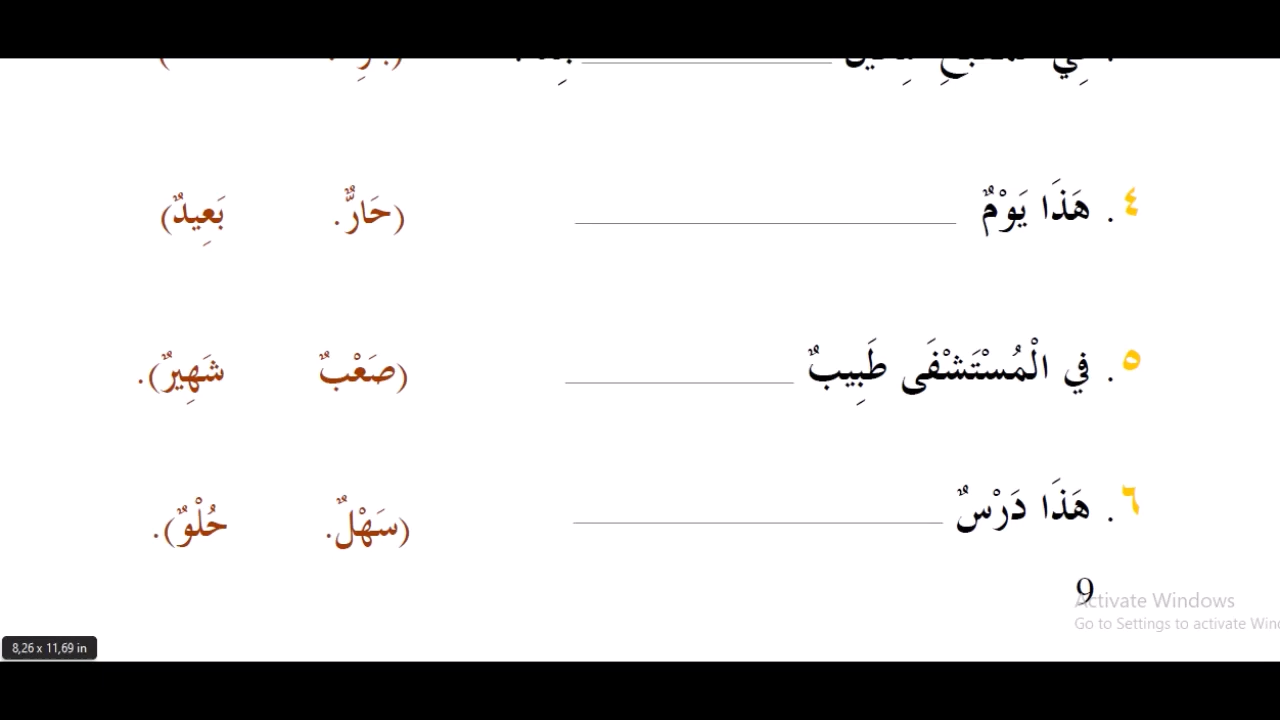 ٤. هَذَا يَوْمٌ ______________ (حَارٌّ. بَعِيدٌ)
٥. في الْمُسْتَشْفَى طَبِيبٌ ______________ (صَعْبٌ شَهِيرٌ).
٦. هَذَا دَرْسٌ ______________ (سَهْلٌ. حُلْوٌ).
9
Activate Windows
Go to Settings to activate Win
8,26 x 11,69 in